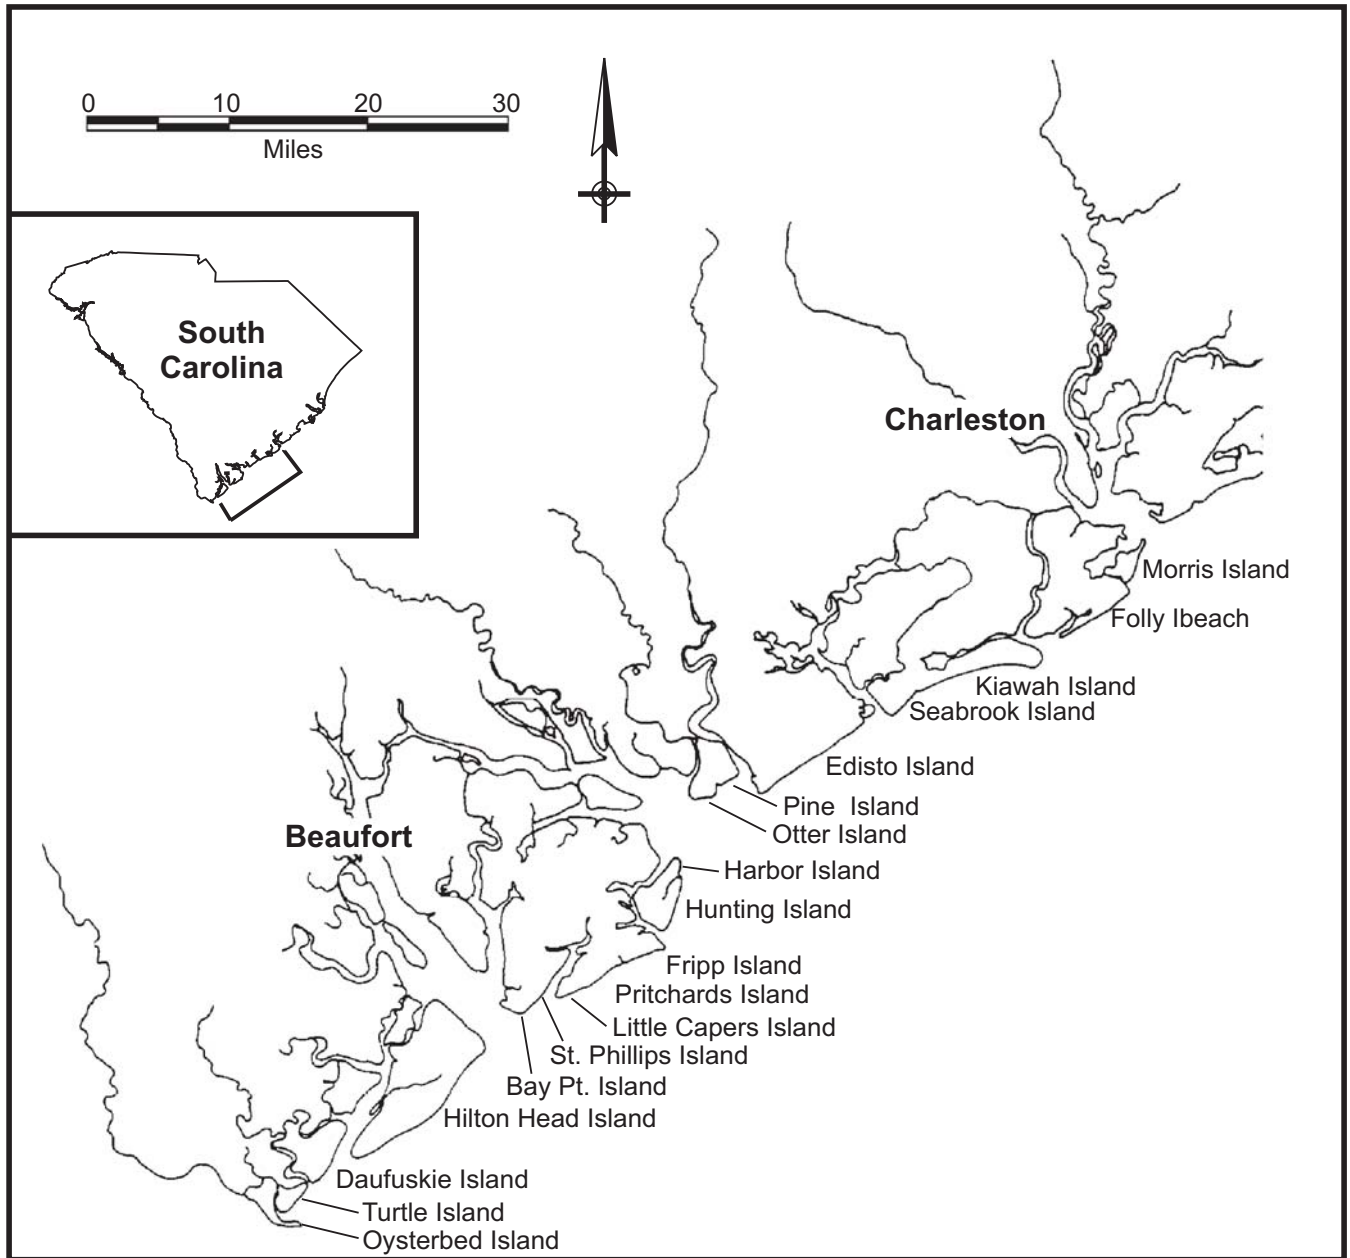 0 10 20 30
Miles
South
Carolina
Charleston
Morris Island
Folly Ibeach
Kiawah Island
Seabrook Island
Edisto Island
Pine Island
Otter Island
Beaufort
Harbor Island
Hunting Island
Fripp Island
Pritchards Island
Little Capers Island
St. Phillips Island
Bay Pt. Island
Hilton Head Island
Daufuskie Island
Turtle Island
Oysterbed Island